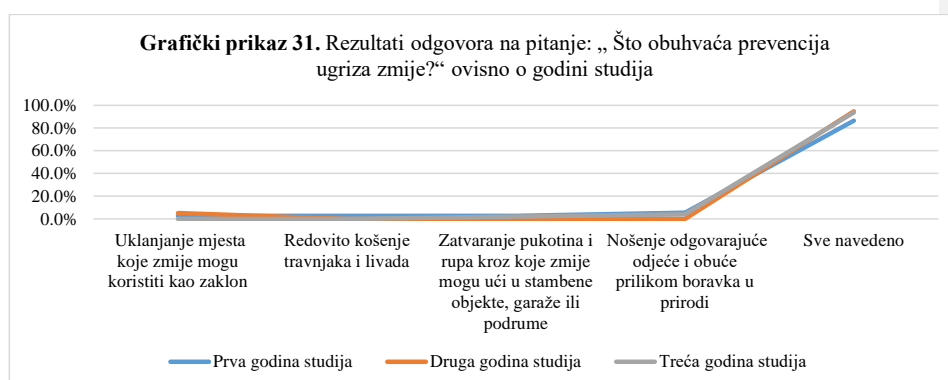 Grafički prikaz 31. Rezultati odgovora na pitanje: „ Što obuhvaća prevencija
ugriza zmije?“ ovisno o godini studija
100.0%
80.0%
60.0%
40.0%
20.0%
0.0%
Uklanjanje mjesta
koje zmije mogu
koristiti kao zaklon
Redovito košenje
travnjaka i livada
Zatvaranje pukotina i
rupa kroz koje zmije
mogu ući u stambene
objekte, garaže ili
podrume
Nošenje odgovarajuće
odjeće i obuće
prilikom boravka u
prirodi
Sve navedeno
Prva godina studija
Druga godina studija
Treća godina studija